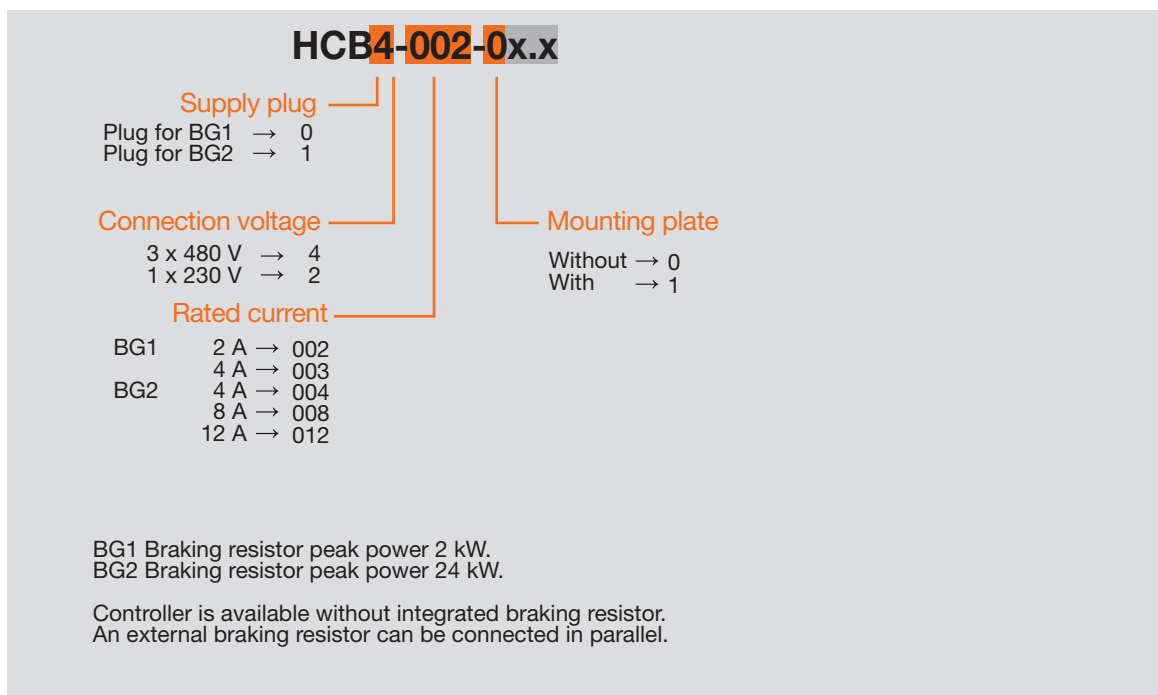 HCB4-002-0x.x
Supply plug
Plug for BG1 → 0
Plug for BG2 → 1
Connection voltage
3 x 480 V → 4
1 x 230 V → 2
Mounting plate
Without → 0
With → 1
Rated current
BG1 2 A → 002
4 A → 003
BG2 4 A → 004
8 A → 008
12 A → 012
BG1 Braking resistor peak power 2 kW.
BG2 Braking resistor peak power 24 kW.
Controller is available without integrated braking resistor.
An external braking resistor can be connected in parallel.